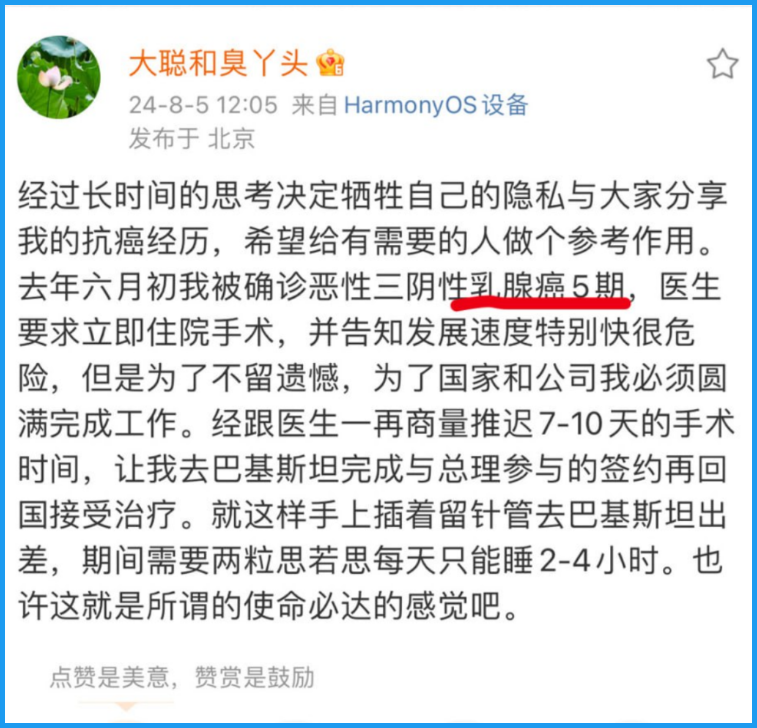 大聪和臭丫头
24-8-5 12:05 来自 HarmonyOS设备
发布于 北京
经过长时间的思考决定牺牲自己的隐私与大家分享
我的抗癌经历，希望给有需要的人做个参考作用。
去年六月初我被确诊恶性三阴性乳腺癌5期，医生
要求立即住院手术，并告知发展速度特别快很危
险，但是为了不留遗憾，为了国家和公司我必须圆
满完成工作。经跟医生一再商量推迟7-10天的手术
时间，让我去巴基斯坦完成与总理参与的签约再回
国接受治疗。就这样手上插着留针管去巴基斯坦出
差，期间需要两粒思若思每天只能睡2-4小时。也
许这就是所谓的使命必达的感觉吧。
点赞是美意，赞赏是鼓励